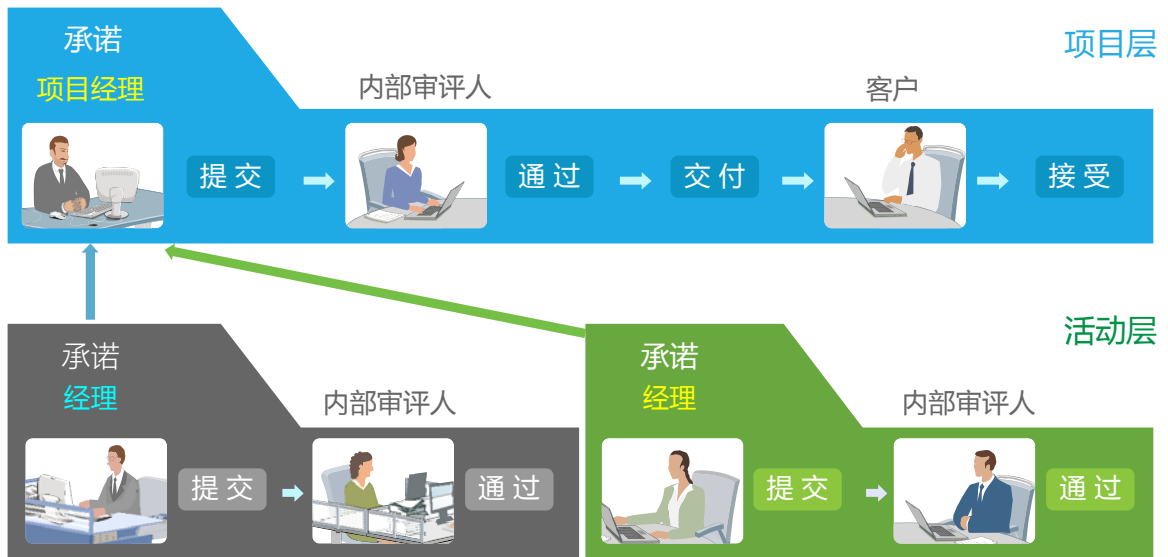 承诺
项目层
项目经理
内部审评人
客户
提交
通过
交付
接受
活动层
承诺
经理
内部审评人
提交
通过
承诺
经理
内部审评人
提交
通过